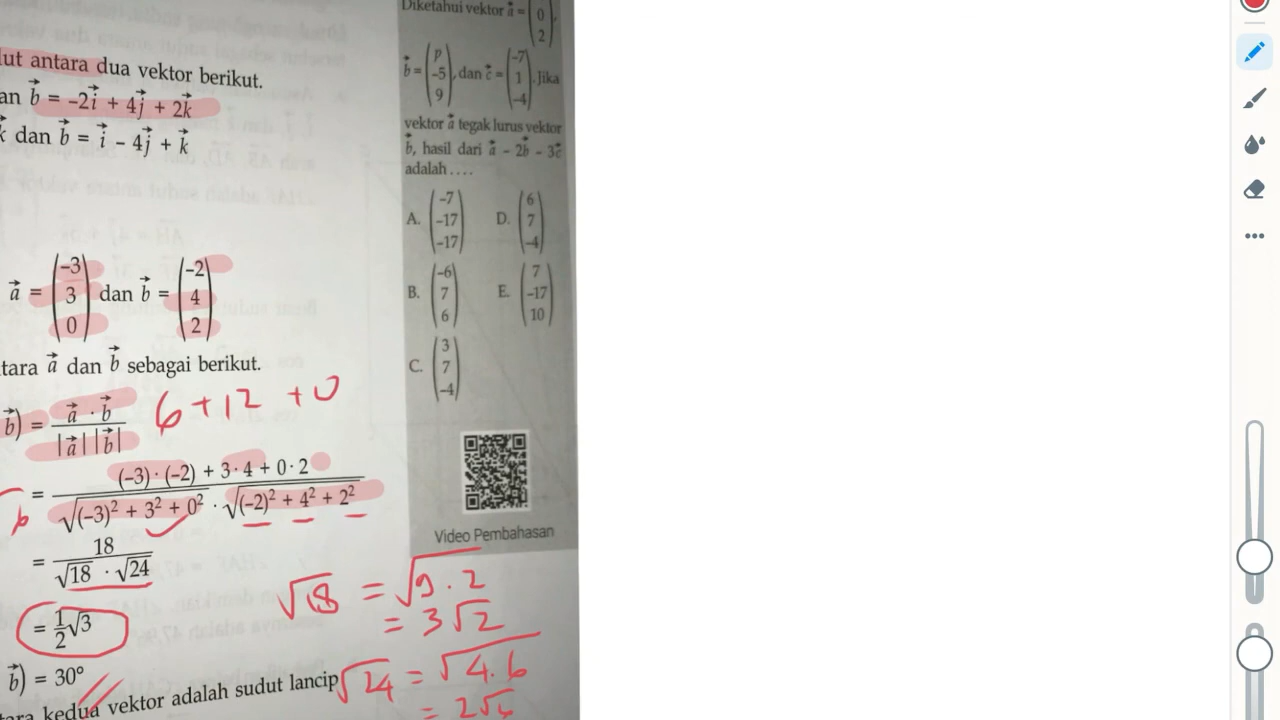 lut antara dua vektor berikut.
an b⃗ = -2i⃗ + 4j⃗ + 2k⃗
k⃗ dan b⃗ = i⃗ - 4j⃗ + k⃗
a⃗ = (-3 3 0) dan b⃗ = (-2 4 2)
tara a⃗ dan b⃗ sebagai berikut.
b⃗) = a⃗ · b⃗ / |a⃗| |b⃗|
6 + 12 + 0
= (-3) · (-2) + 3 · 4 + 0 · 2 / √(-3)² + 3² + 0² · √(-2)² + 4² + 2²
= 18 / √18 · √24
= 1/2 √3
b⃗) = 30°
tara kedua vektor adalah sudut lancip
√18 = √9 . 2
= 3√2
√24 = √4.6
Diketahui vektor a⃗ = ( 0 2),
b⃗ = (p -5 9), dan c⃗ = (-7 1 -4). Jika
vektor a⃗ tegak lurus vektor
b⃗, hasil dari a⃗ - 2b⃗ - 3c⃗
adalah . . . .
A. (-7 -17 -17) D. (6 7 -4)
B. (-6 7 6) E. (7 -17 10)
C. (3 7 -4)
Video Pembahasan